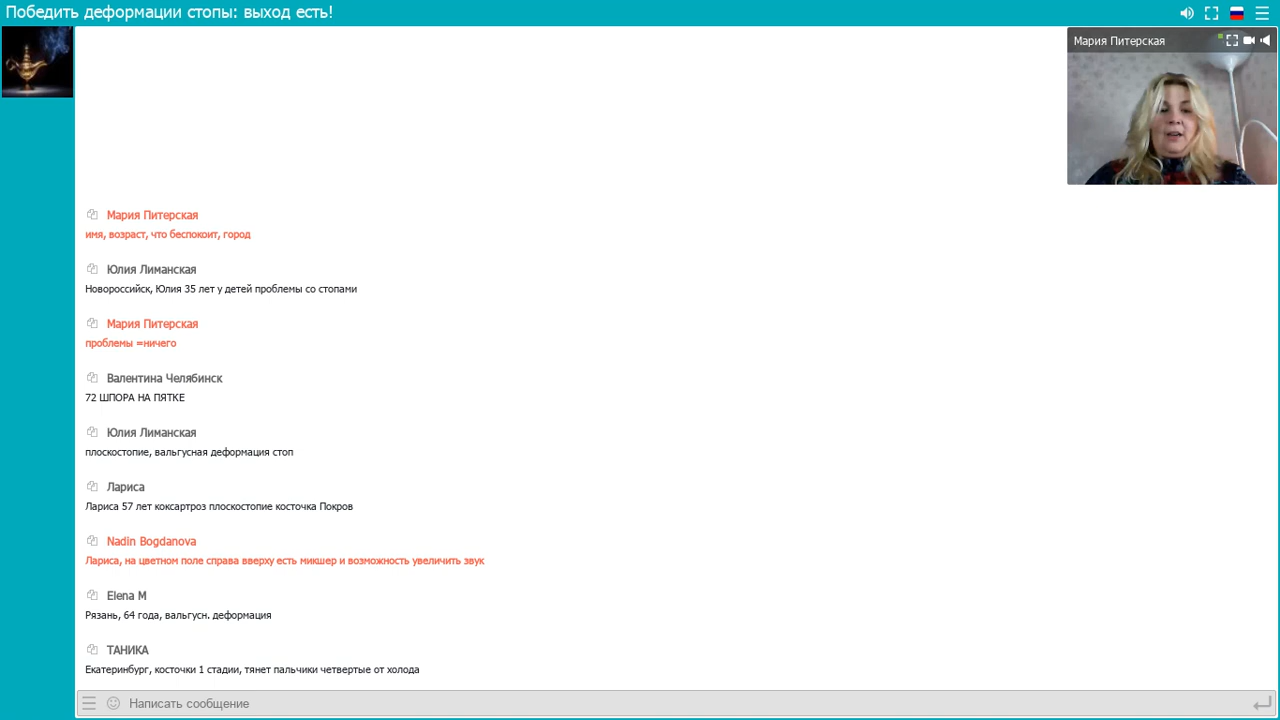 Победить деформации стопы: выход есть!
Мария Питерская
Мария Питерская
имя, возраст, что беспокоит, город
Юлия Лиманская
Новороссийск, Юлия 35 лет у детей проблемы со стопами
Мария Питерская
проблемы =ничего
Валентина Челябинск
72 ШПОРА НА ПЯТКЕ
Юлия Лиманская
плоскостопие, вальгусная деформация стоп
Лариса
Лариса 57 лет коксартроз плоскостопие косточка Покров
Nadin Bogdanova
Лариса, на цветном поле справа вверху есть микшер и возможность увеличить звук
Elena M
Рязань, 64 года, вальгусн. деформация
ТАНИКА
Екатеринбург, косточки 1 стадии, тянет пальчики четвертые от холода
Написать сообщение